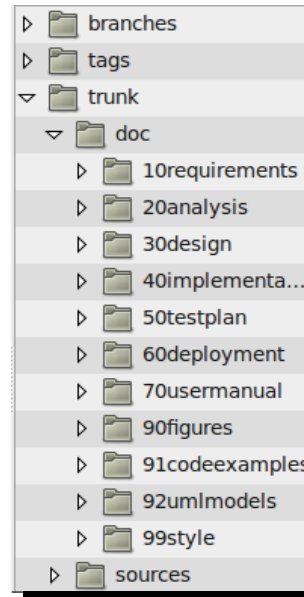 branches
tags
trunk
doc
10requirements
20analysis
30design
40implementa...
50testplan
60deployment
70usermanual
90figures
91codeexamples
92umlmodels
99style
sources